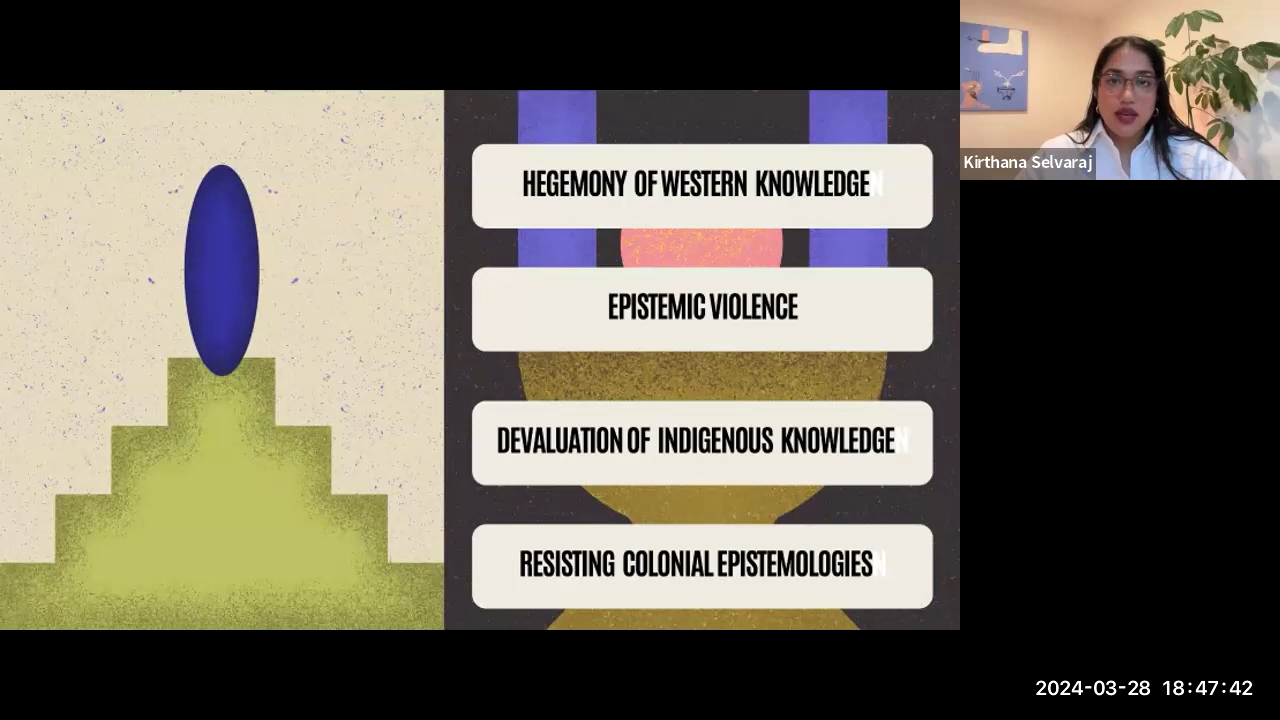 HEGEMONY OF WESTERN KNOWLEDGE
EPISTEMIC VIOLENCE
DEVALUATION OF INDIGENOUS KNOWLEDGE
RESISTING COLONIAL EPISTEMOLOGIES
Kirthana Selvaraj
2024-03-28 18:47:42